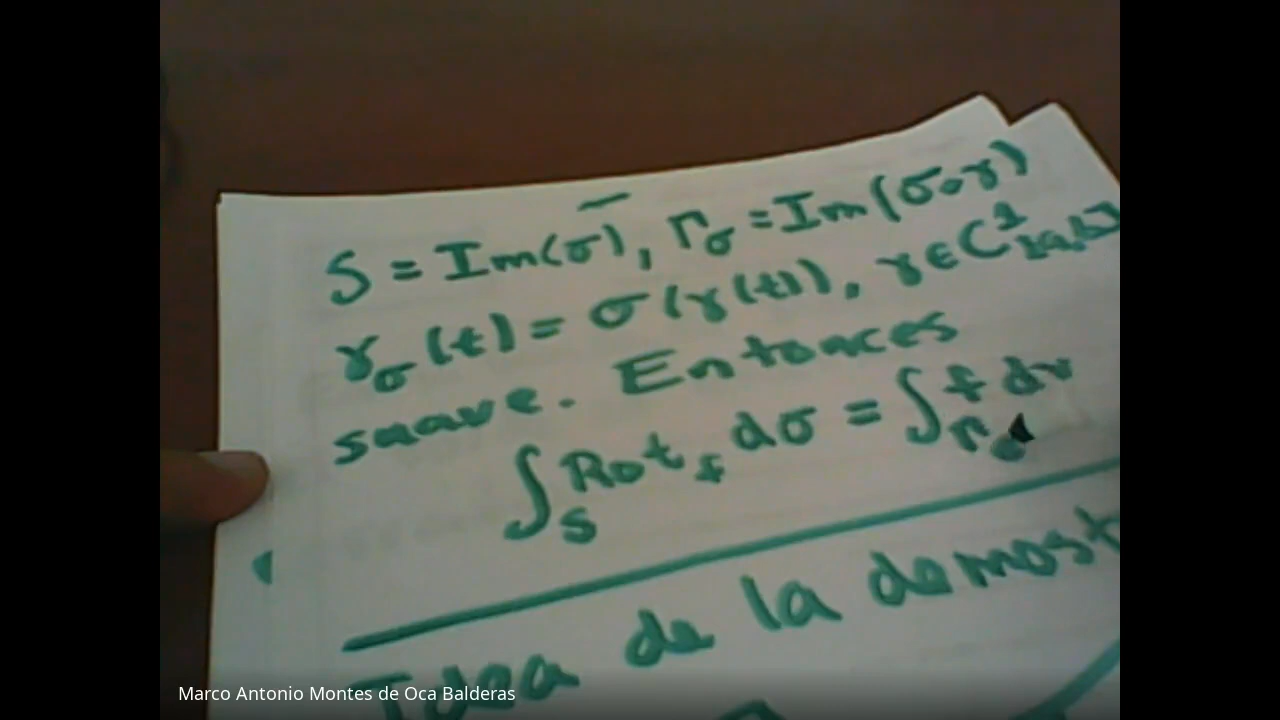 S = Im(σ̄), Γσ = Im(σ∘γ)
γσ(t) = σ(γ(t)), γ ∈ C¹[a,b]
suave. Entonces
∫S Rot f dσ = ∫Γσ f dr
Idea de la demost
Marco Antonio Montes de Oca Balderas